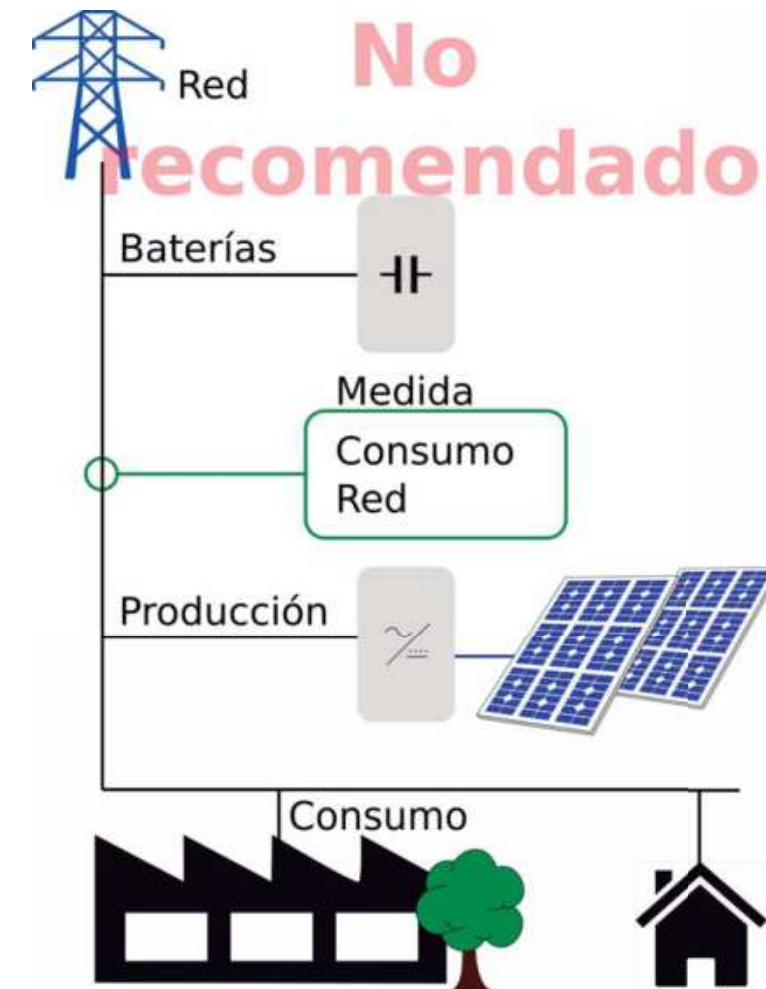 No
recomendado
Red
Baterías
Medida
Consumo
Red
Producción
Consumo